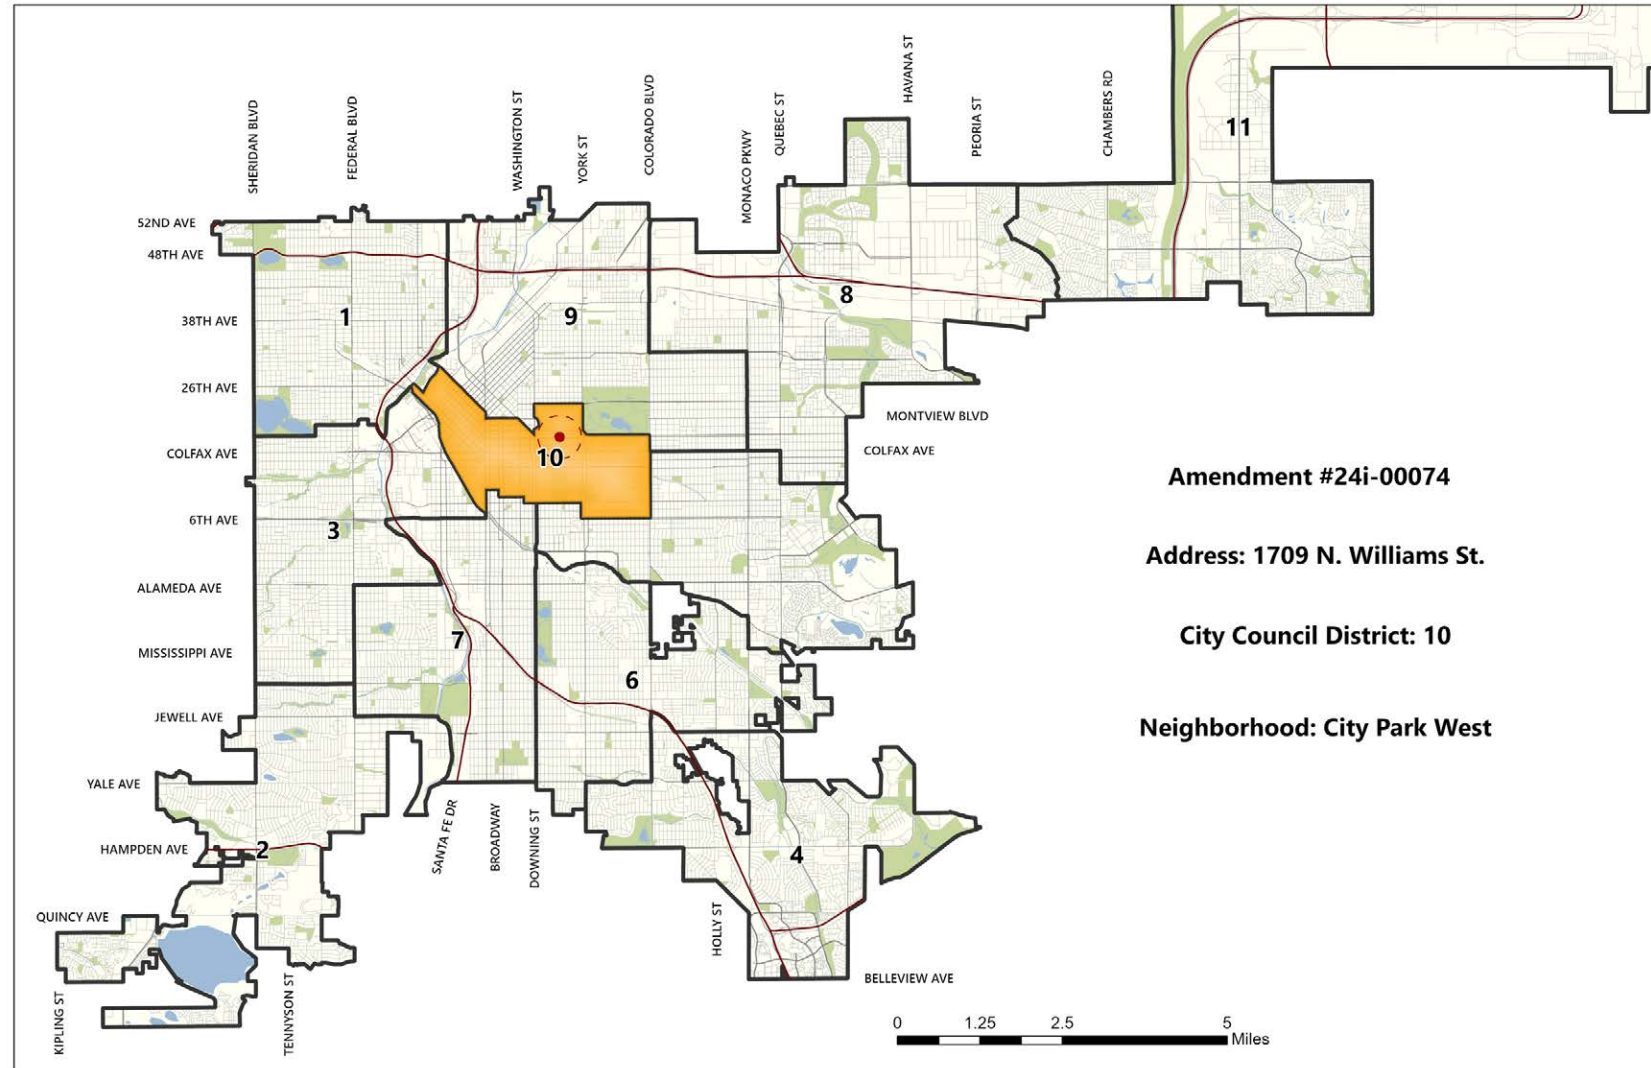 SHERIDAN BLVD
FEDERAL BLVD
WASHINGTON ST
YORK ST
COLORADO BLVD
MONACO PKWY
QUEBEC ST
HAVANA ST
PEORIA ST
CHAMBERS RD
11
52ND AVE
48TH AVE
8
1
9
38TH AVE
26TH AVE
MONTVIEW BLVD
COLFAX AVE
COLFAX AVE
10
Amendment #24i-00074
6TH AVE
3
Address: 1709 N. Williams St.
ALAMEDA AVE
7
City Council District: 10
MISSISSIPPI AVE
6
JEWELL AVE
Neighborhood: City Park West
YALE AVE
SANTA FE DR
BROADWAY
DOWNING ST
HAMPDEN AVE
2
4
QUINCY AVE
HOLLY ST
BELLEVIEW AVE
KIPLING ST
TENNYSON ST
0 1.25 2.5 5
Miles